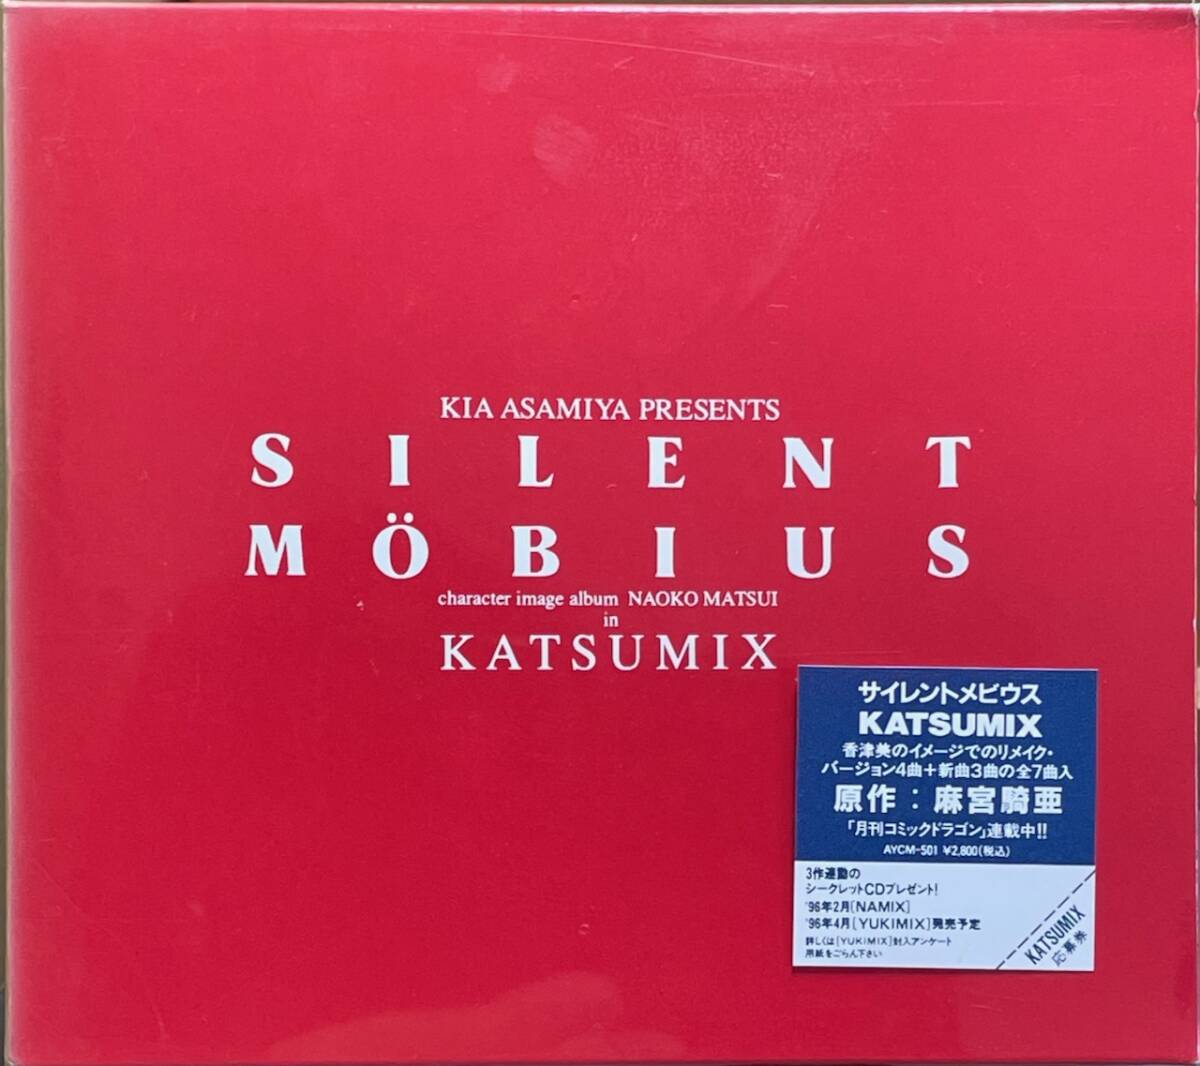 KIA ASAMIYA PRESENTS
SILENT
MÖBIUS
character image album NAOKO MATSUI
in
KATSUMIX
サイレントメビウス
KATSUMIX
香津美のイメージでのリメイク・
バージョン4曲+新曲3曲の全7曲入
原作：麻宮騎亜
「月刊コミックドラゴン」連載中!!
AYCM-501 ¥2,800(税込)
3作連動の
シークレットCDプレゼント!
'96年2月[NAMIX]
'96年4月[YUKIMIX]発売予定
詳しくは[YUKIMIX]封入アンケート
用紙をごらん下さい
KATSUMIX
応募券